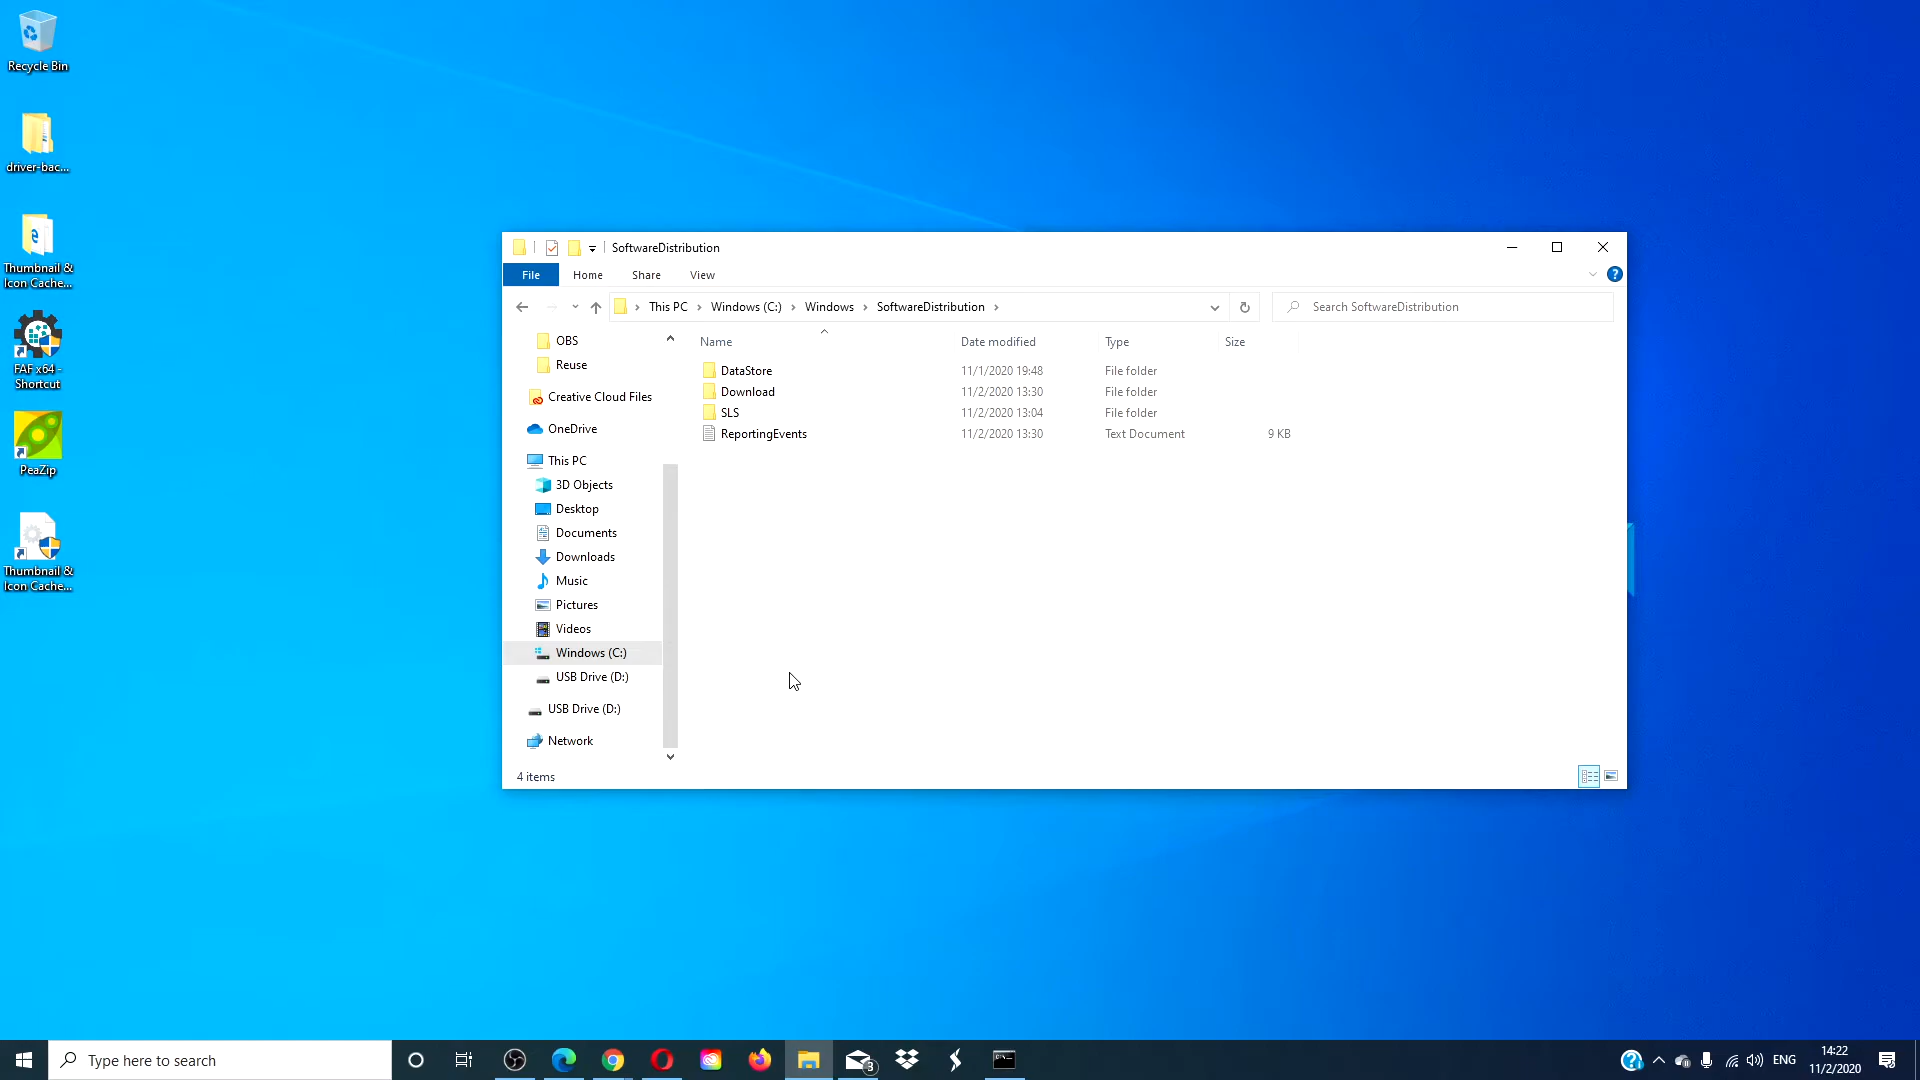 Recycle Bin
driver-bac...
Thumbnail &
Icon Cache...
FAF x64 -
Shortcut
PeaZip
Thumbnail &
Icon Cache...
SoftwareDistribution
File Home Share View
This PC Windows (C:) Windows SoftwareDistribution
Search SoftwareDistribution
OBS
Reuse
Creative Cloud Files
OneDrive
This PC
3D Objects
Desktop
Documents
Downloads
Music
Pictures
Videos
Windows (C:)
USB Drive (D:)
USB Drive (D:)
Network
Name Date modified Type Size
DataStore 11/1/2020 19:48 File folder
Download 11/2/2020 13:30 File folder
SLS 11/2/2020 13:04 File folder
ReportingEvents 11/2/2020 13:30 Text Document 9 KB
4 items
Type here to search
3
ENG
14:22
11/2/2020